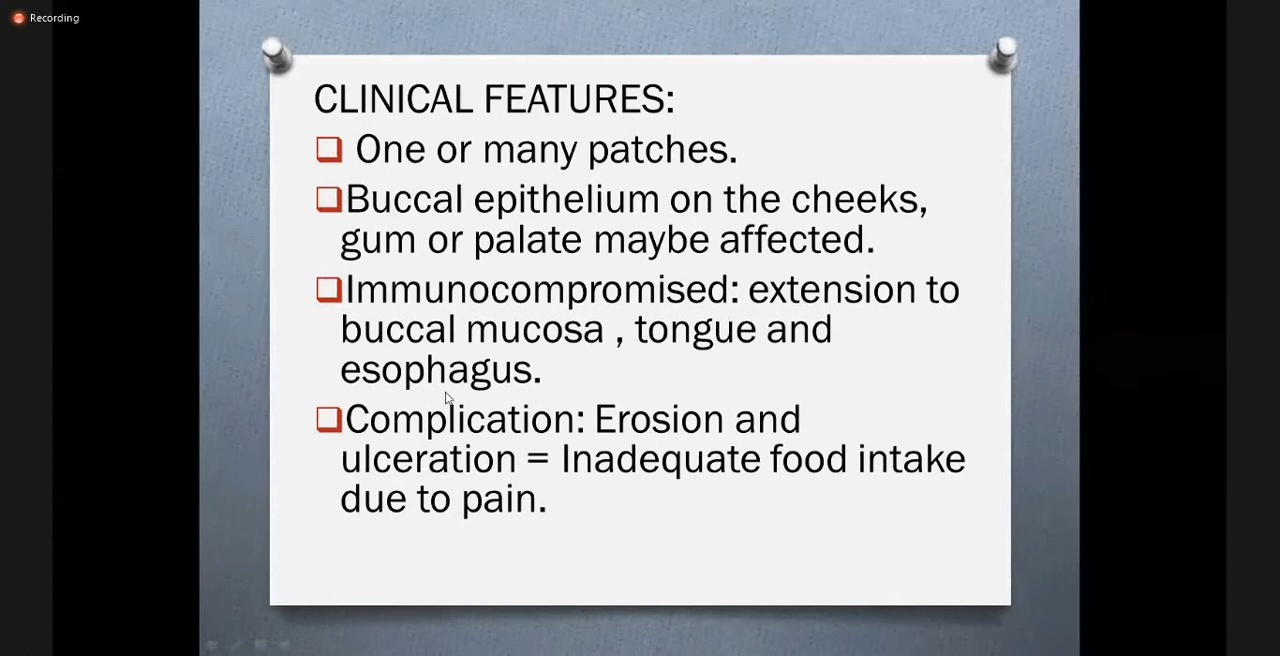 Recording
CLINICAL FEATURES:
One or many patches.
Buccal epithelium on the cheeks,
gum or palate maybe affected.
Immunocompromised: extension to
buccal mucosa , tongue and
esophagus.
Complication: Erosion and
ulceration = Inadequate food intake
due to pain.